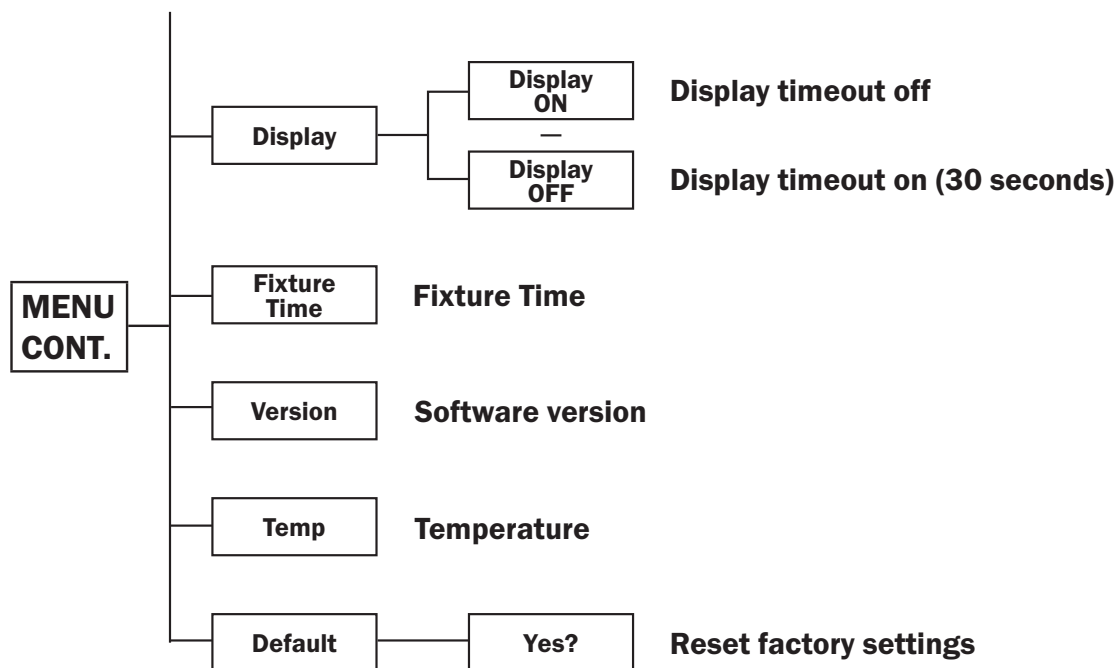 Display
ON
Display timeout off
Display
—
Display
OFF
Display timeout on (30 seconds)
MENU
CONT.
Fixture
Time
Fixture Time
Version
Software version
Temp
Temperature
Default
Yes?
Reset factory settings